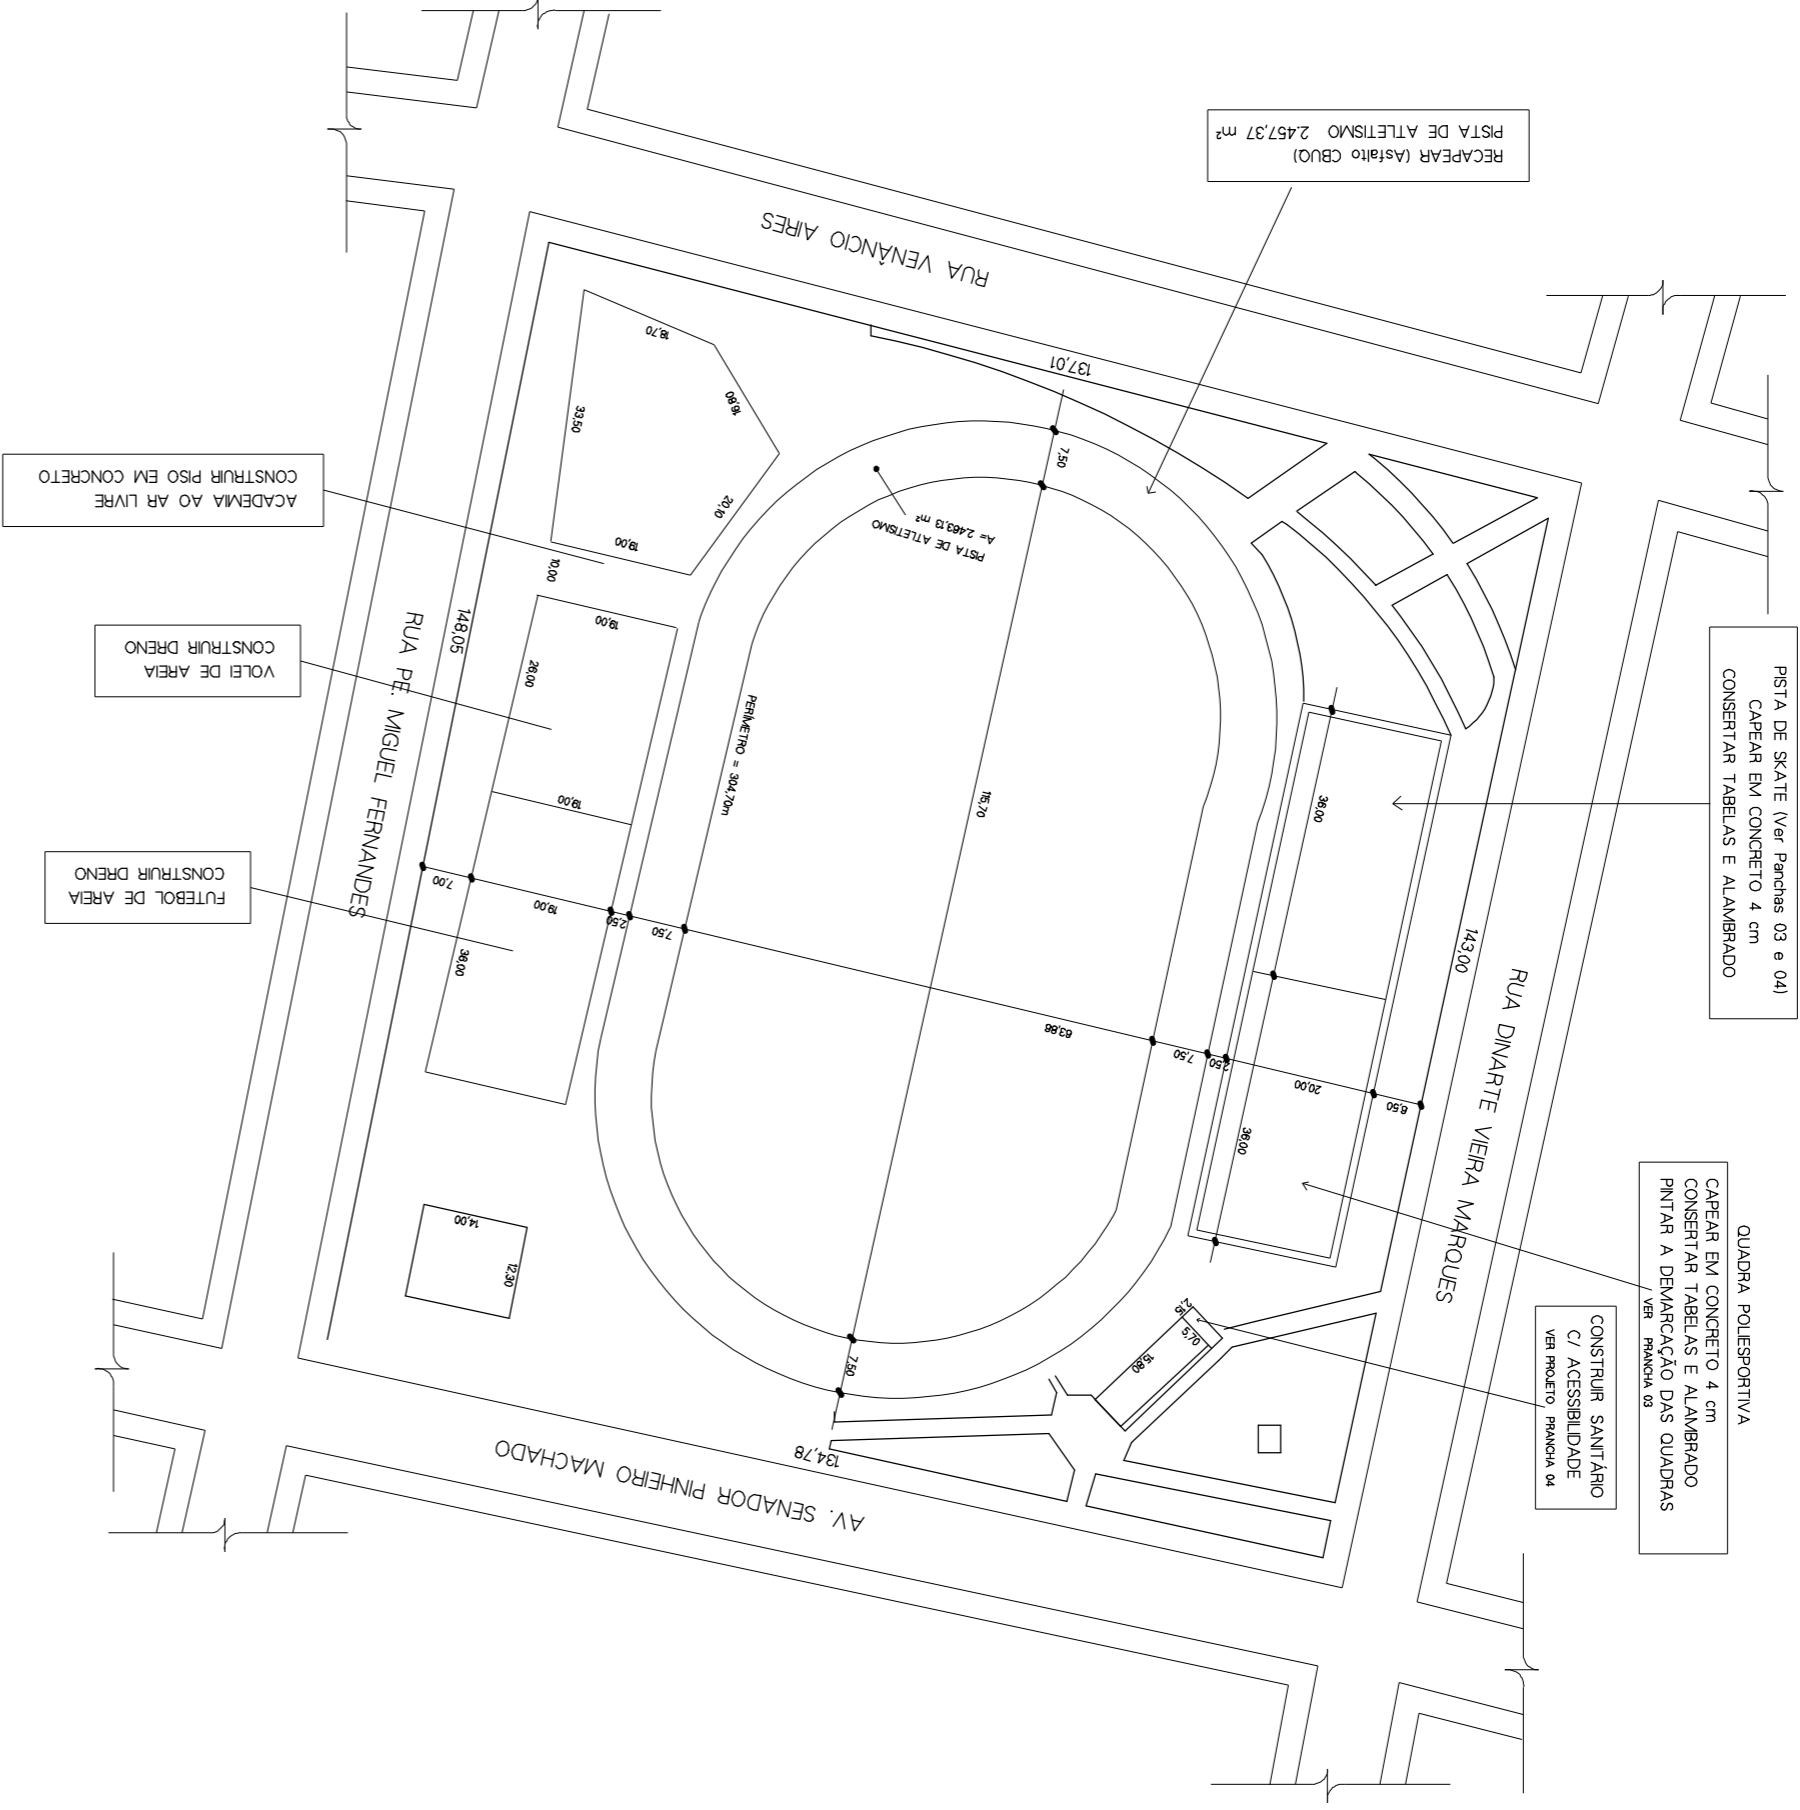 RECAPEAR (Asfalto CBUQ)
PISTA DE ATLETISMO 2.457,37 m²
RUA VENÂNCIO AIRES
137,01
18,70
16,80
33,50
20,10
19,00
10,00
ACADEMIA AO AR LIVRE
CONSTRUIR PISO EM CONCRETO
VOLEI DE AREIA
CONSTRUIR DRENO
FUTEBOL DE AREIA
CONSTRUIR DRENO
RUA PE. MIGUEL FERNANDES
148,05
19,00
26,00
19,00
7,00
19,00
2,50
7,50
36,00
14,00
12,30
7,50
PISTA DE ATLETISMO
A= 2.463,13 m²
PERÍMETRO = 304,70m
115,70
63,88
7,50
2,50
20,00
6,50
36,00
36,00
7,50
143,00
RUA DINARTE VIEIRA MARQUES
PISTA DE SKATE (Ver Panchas 03 e 04)
CAPEAR EM CONCRETO 4 cm
CONSERTAR TABELAS E ALAMBRADO
QUADRA POLIESPORTIVA
CAPEAR EM CONCRETO 4 cm
CONSERTAR TABELAS E ALAMBRADO
PINTAR A DEMARCAÇÃO DAS QUADRAS
VER PRANCHA 03
CONSTRUIR SANITÁRIO
C/ ACESSIBILIDADE
VER PROJETO PRANCHA 04
5,70
15,80
134,78
AV. SENADOR PINHEIRO MACHADO